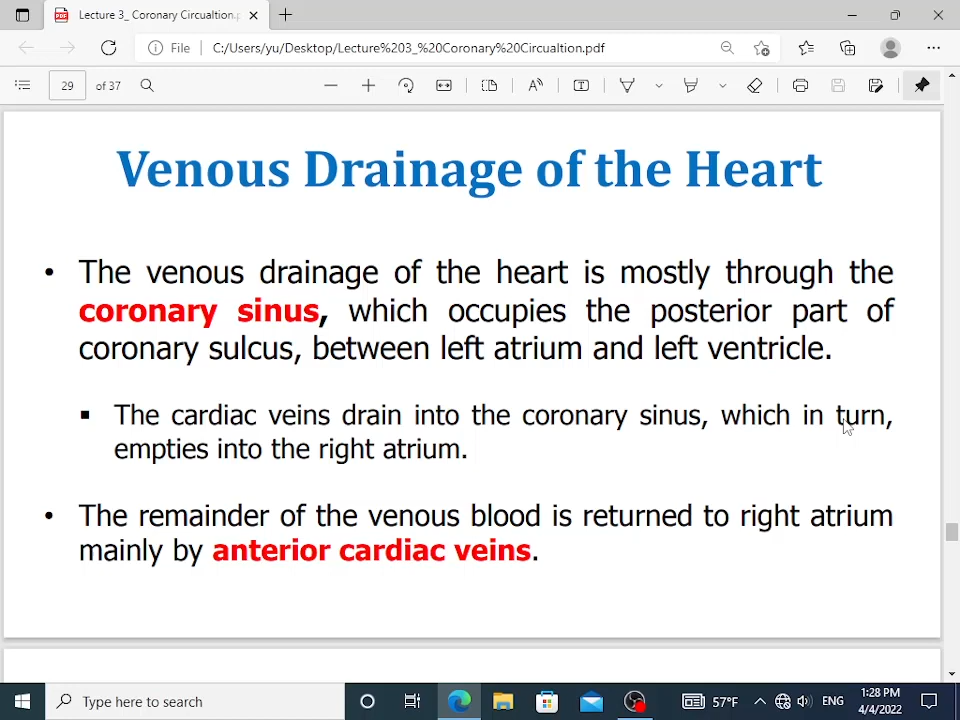 Lecture 3_ Coronary Circualtion.p
File
C:/Users/yu/Desktop/Lecture%203_%20Coronary%20Circualtion.pdf
29 of 37
Venous Drainage of the Heart
• The venous drainage of the heart is mostly through the
coronary sinus, which occupies the posterior part of
coronary sulcus, between left atrium and left ventricle.
▪ The cardiac veins drain into the coronary sinus, which in turn,
empties into the right atrium.
• The remainder of the venous blood is returned to right atrium
mainly by anterior cardiac veins.
Type here to search
57°F
ENG
1:28 PM
4/4/2022